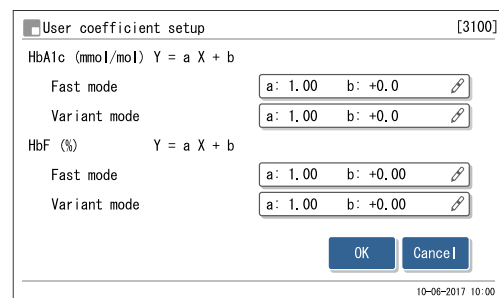 User coefficient setup [3100]
HbA1c (mmol/mol) Y = a X + b
Fast mode a: 1.00 b: +0.0
Variant mode a: 1.00 b: +0.0
HbF (%) Y = a X + b
Fast mode a: 1.00 b: +0.00
Variant mode a: 1.00 b: +0.00
OK Cancel
10-06-2017 10:00